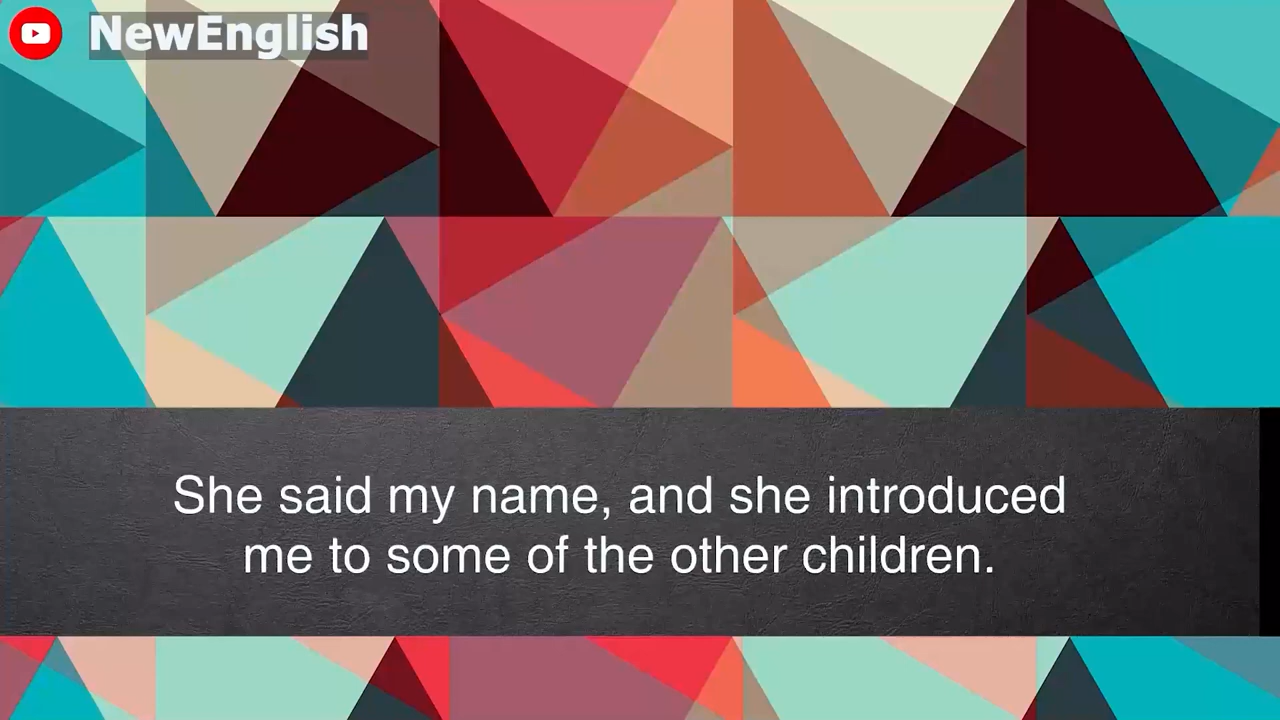 NewEnglish
She said my name, and she introduced
me to some of the other children.